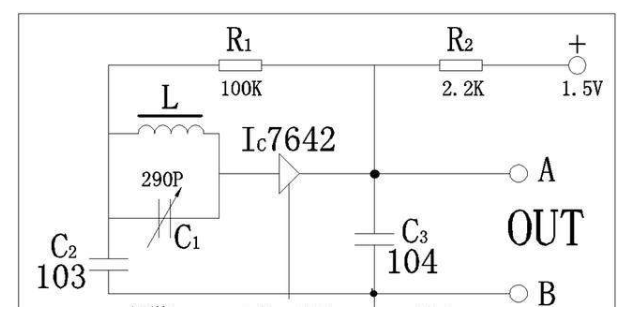 R1
R2
+
100K
2.2K
1.5V
L
Ic7642
290P
A
C1
OUT
C2
103
C3
104
B